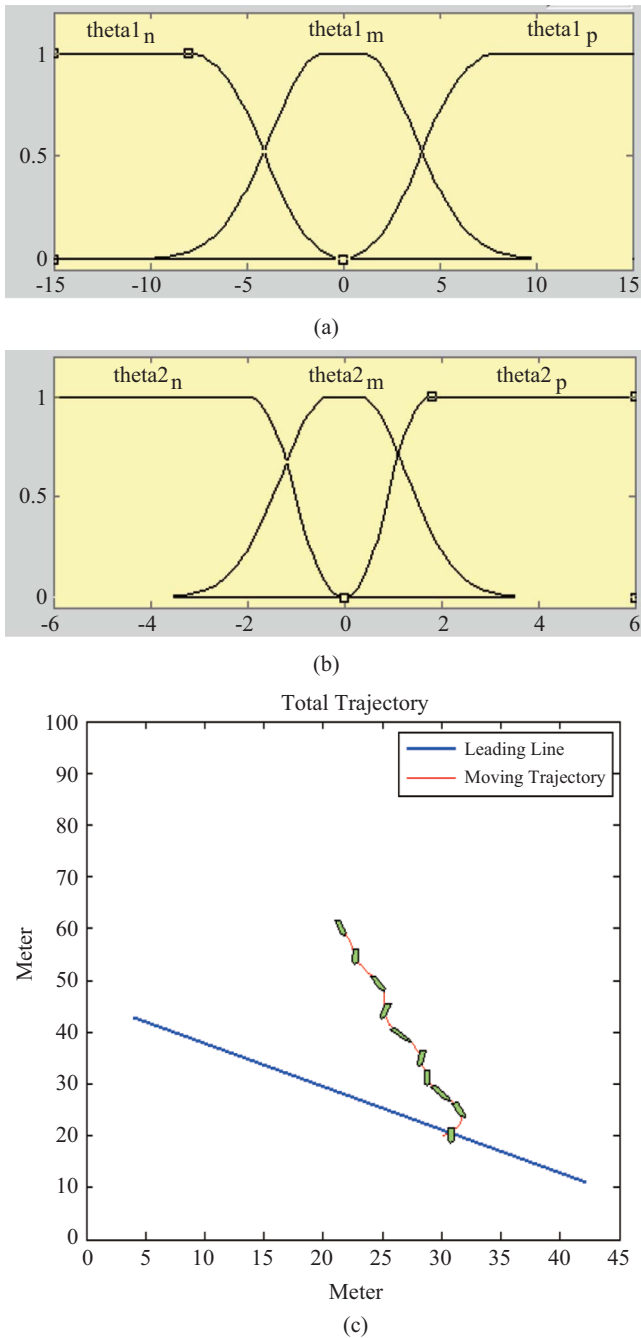 theta1n theta1m theta1p
1
0.5
0
-15 -10 -5 0 5 10 15
(a)
theta2n theta2m theta2p
1
0.5
0
-6 -4 -2 0 2 4 6
(b)
Total Trajectory
100
90
80
70
60
50
40
30
20
10
0
Meter
Leading Line
Moving Trajectory
0 5 10 15 20 25 30 35 40 45
Meter
(c)